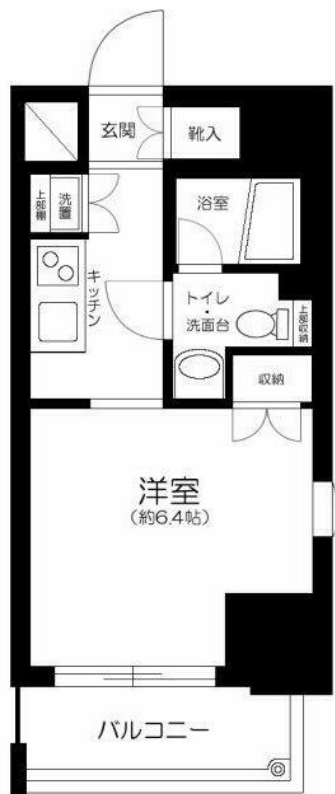 玄関
靴入
上部棚
洗置
浴室
キッチン
トイレ
・
洗面台
上部収納
収納
洋室
(約6.4帖)
バルコニー